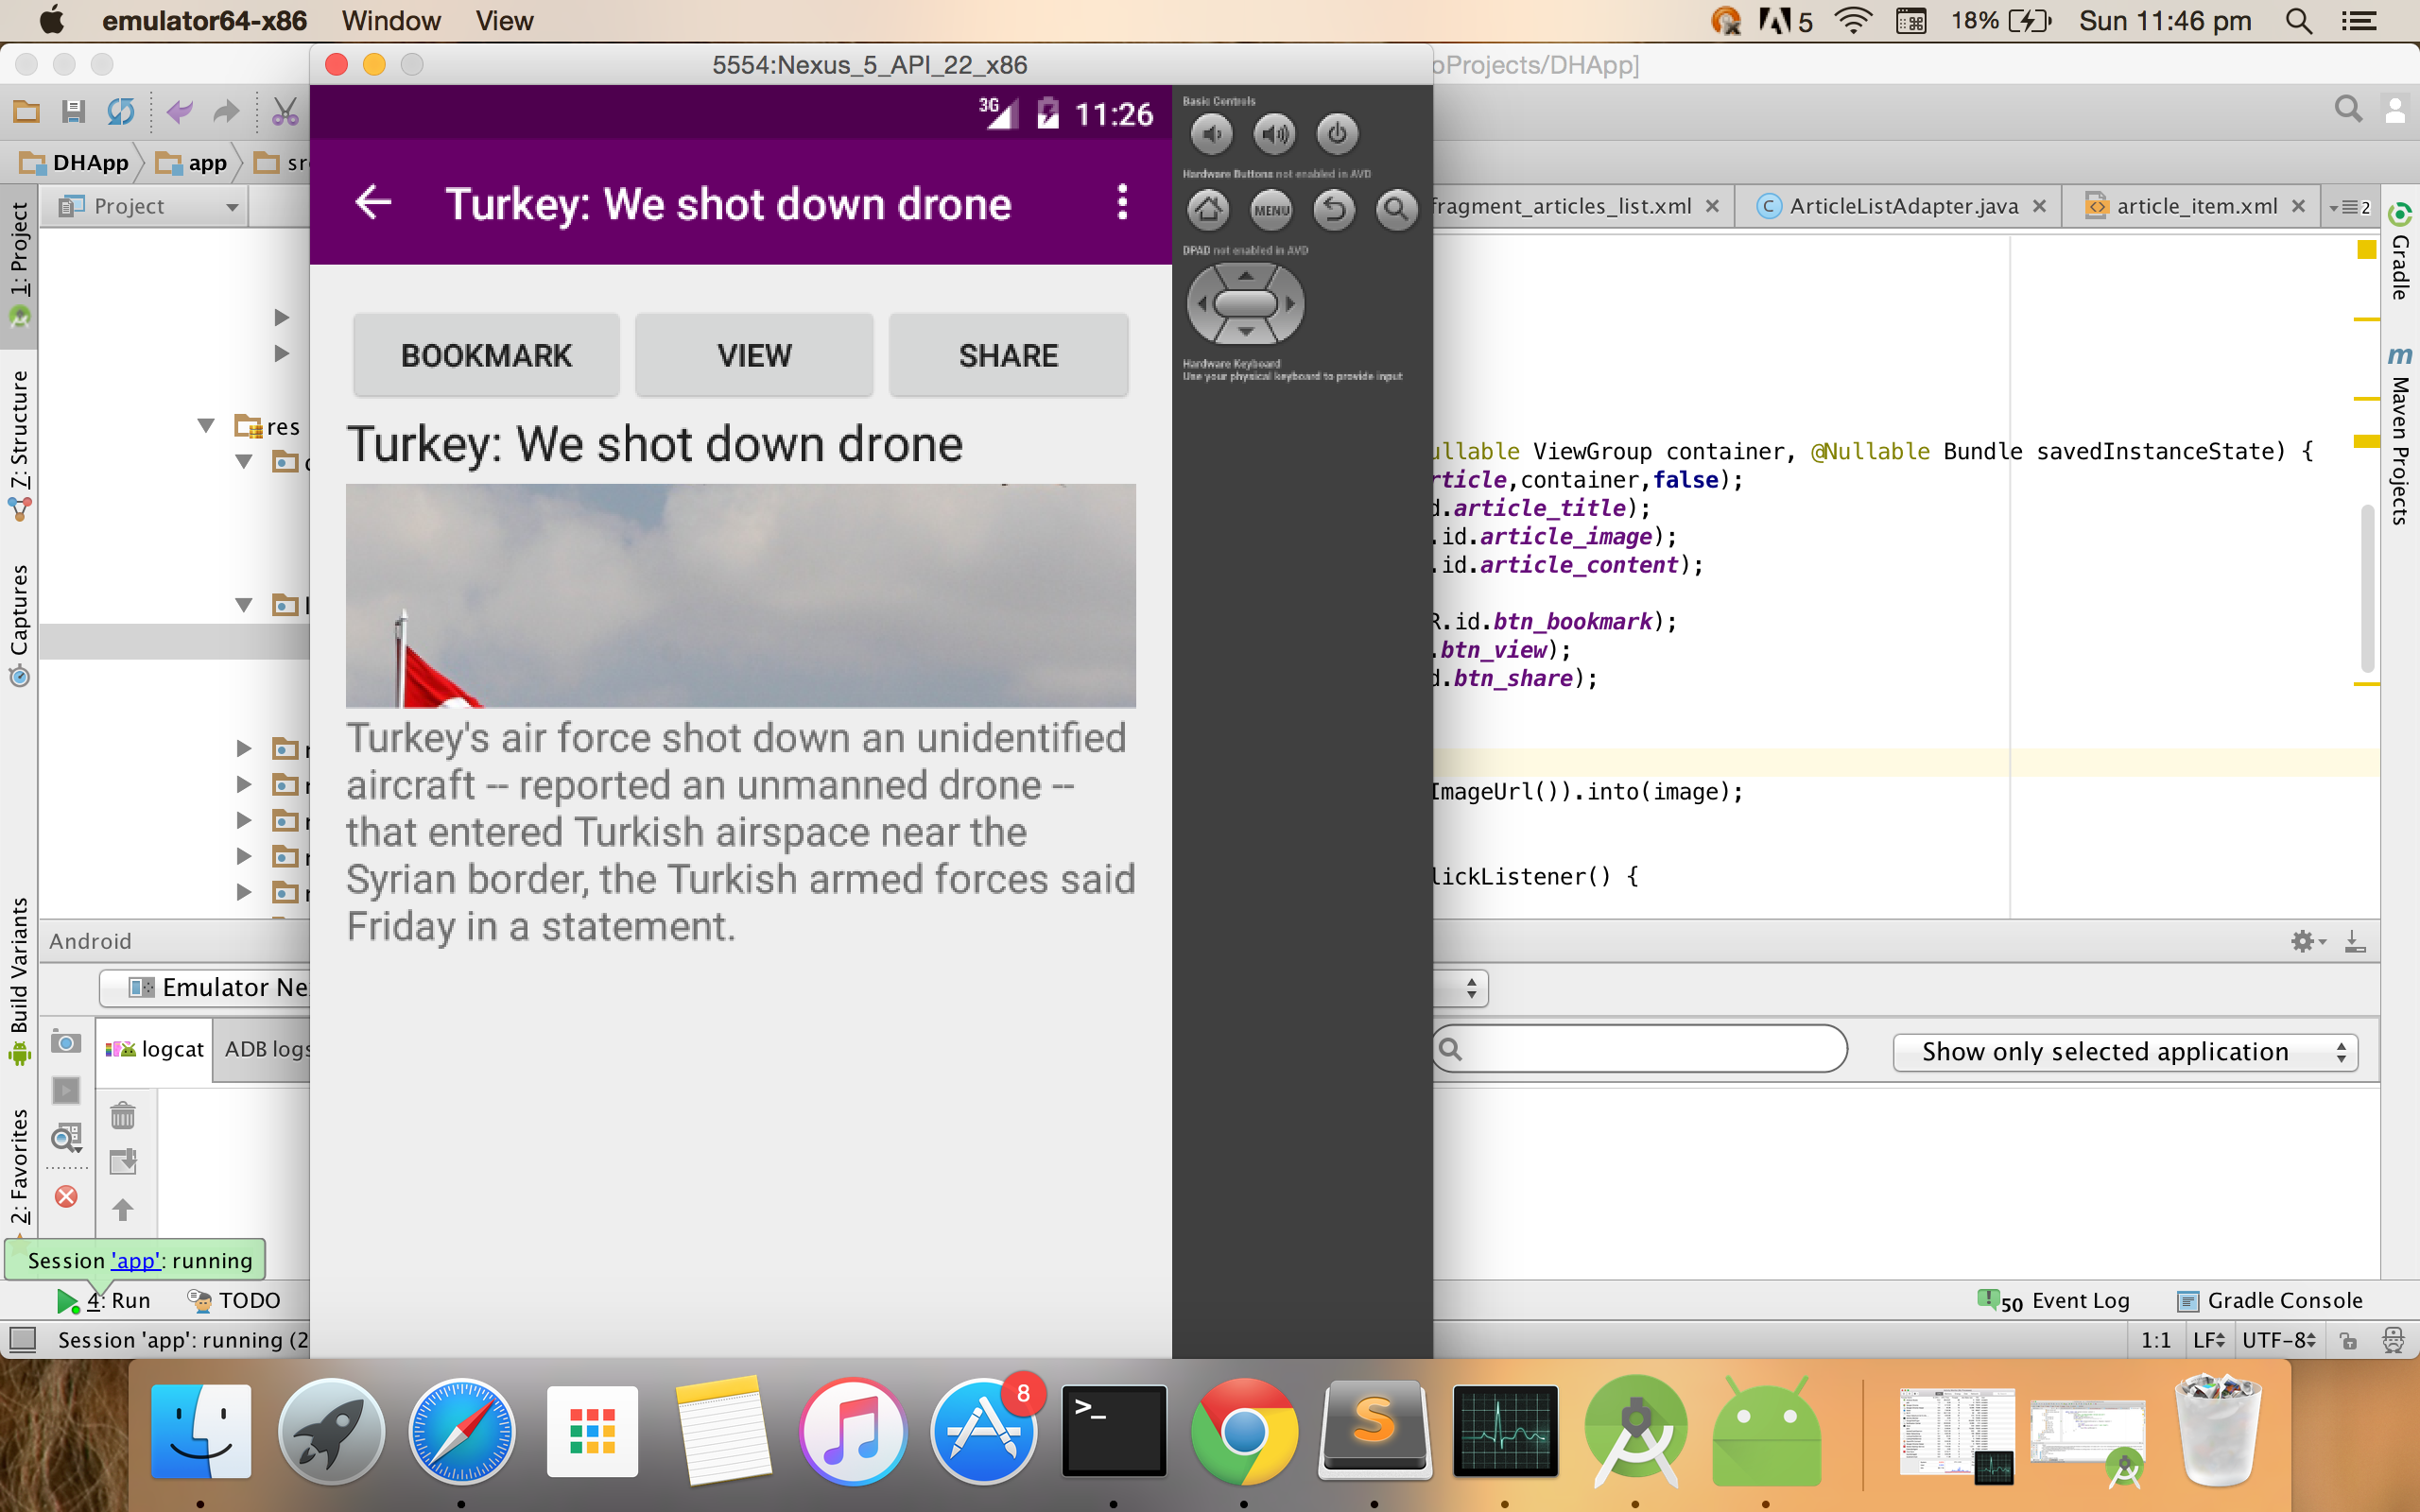 emulator64-x86 Window View 5 18% Sun 11:46 pm
5554:Nexus_5_API_22_x86
oProjects/DHApp]
DHApp app
Project
fragment_articles_list.xml ArticleListAdapter.java article_item.xml 2
1: Project
Z: Structure
Captures
Build Variants
2: Favorites
res
3G 11:26
Turkey: We shot down drone
BOOKMARK VIEW SHARE
Turkey: We shot down drone
Turkey's air force shot down an unidentified
aircraft -- reported an unmanned drone --
that entered Turkish airspace near the
Syrian border, the Turkish armed forces said
Friday in a statement.
Basic Controls
Hardware Buttons not enabled in AVD
MENU
DPAD not enabled in AVD
Hardware Keyboard
Use your physical keyboard to provide input
ullable ViewGroup container, @Nullable Bundle savedInstanceState) {
rticle,container,false);
d.article_title);
.id.article_image);
.id.article_content);
R.id.btn_bookmark);
.btn_view);
d.btn_share);
ImageUrl()).into(image);
lickListener() {
Gradle
m Maven Projects
Android
Emulator Ne
logcat ADB logs
Show only selected application
Session 'app': running
4: Run TODO
50 Event Log Gradle Console
Session 'app': running (2
1:1 LF UTF-8
8
>_
S